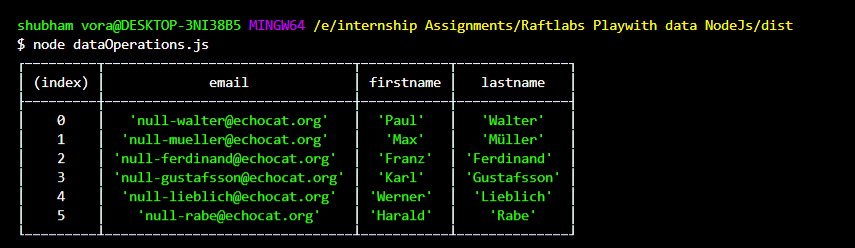 shubham vora@DESKTOP-3NI38B5 MINGW64 /e/internship Assignments/Raftlabs Playwith data NodeJs/dist
$ node dataOperations.js
(index) email firstname lastname
0 'null-walter@echocat.org' 'Paul' 'Walter'
1 'null-mueller@echocat.org' 'Max' 'Müller'
2 'null-ferdinand@echocat.org' 'Franz' 'Ferdinand'
3 'null-gustafsson@echocat.org' 'Karl' 'Gustafsson'
4 'null-lieblich@echocat.org' 'Werner' 'Lieblich'
5 'null-rabe@echocat.org' 'Harald' 'Rabe'